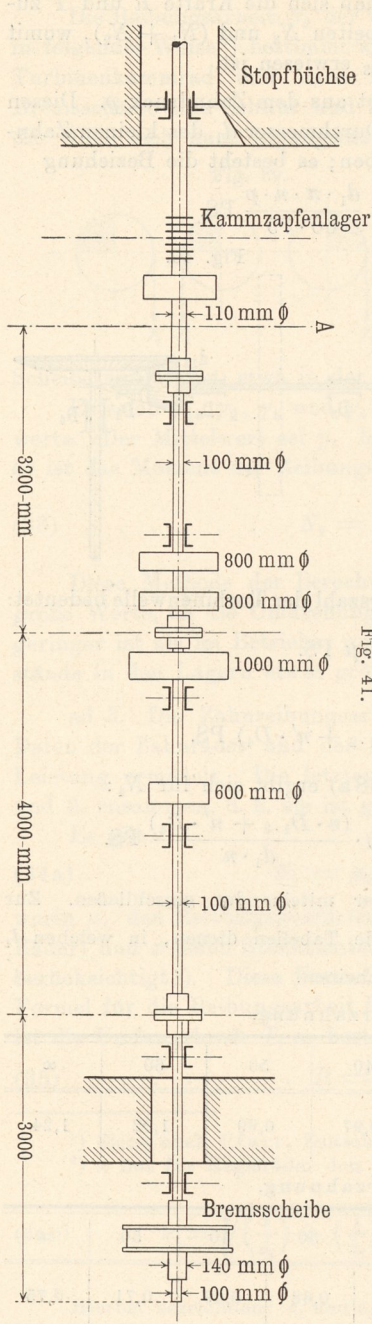 Stopfbüchse
Kammzapfenlager
110 mm ϕ
A
3200 mm
100 mm ϕ
800 mm ϕ
800 mm ϕ
Fig. 41.
1000 mm ϕ
4000 mm
600 mm ϕ
100 mm ϕ
3000
Bremsscheibe
140 mm ϕ
100 mm ϕ